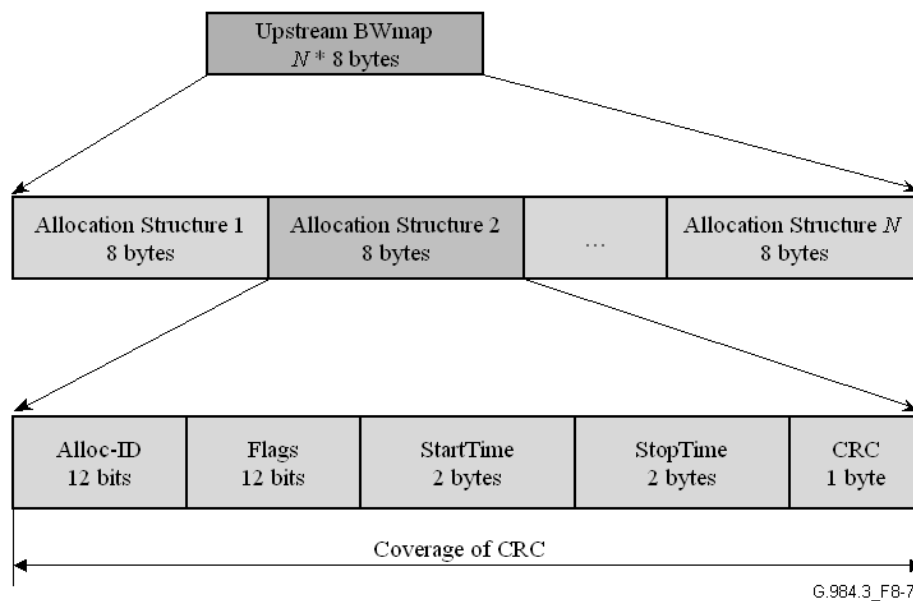 Upstream BWmap
N * 8 bytes
Allocation Structure 1
8 bytes
Allocation Structure 2
8 bytes
...
Allocation Structure N
8 bytes
Alloc-ID
12 bits
Flags
12 bits
StartTime
2 bytes
StopTime
2 bytes
CRC
1 byte
Coverage of CRC
G.984.3_F8-7